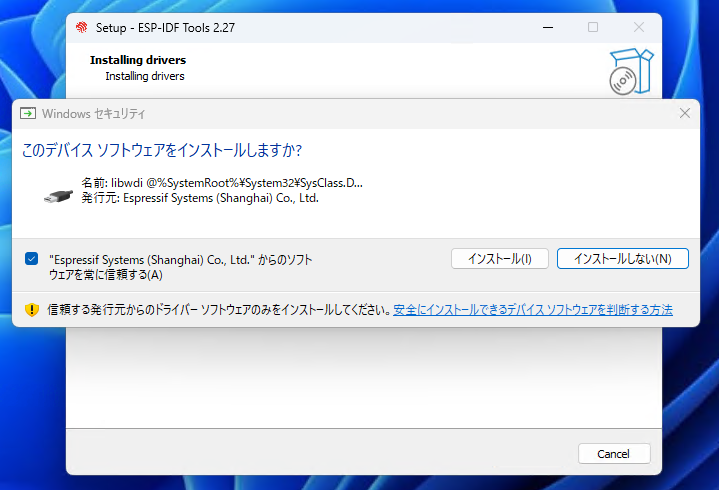 Setup - ESP-IDF Tools 2.27
Installing drivers
Installing drivers
Windows セキュリティ
このデバイス ソフトウェアをインストールしますか?
名前: libwdi @%SystemRoot%¥System32¥SysClass.D...
発行元: Espressif Systems (Shanghai) Co., Ltd.
"Espressif Systems (Shanghai) Co., Ltd." からのソフト
ウェアを常に信頼する(A)
インストール(I)
インストールしない(N)
信頼する発行元からのドライバー ソフトウェアのみをインストールしてください。安全にインストールできるデバイス ソフトウェアを判断する方法
Cancel